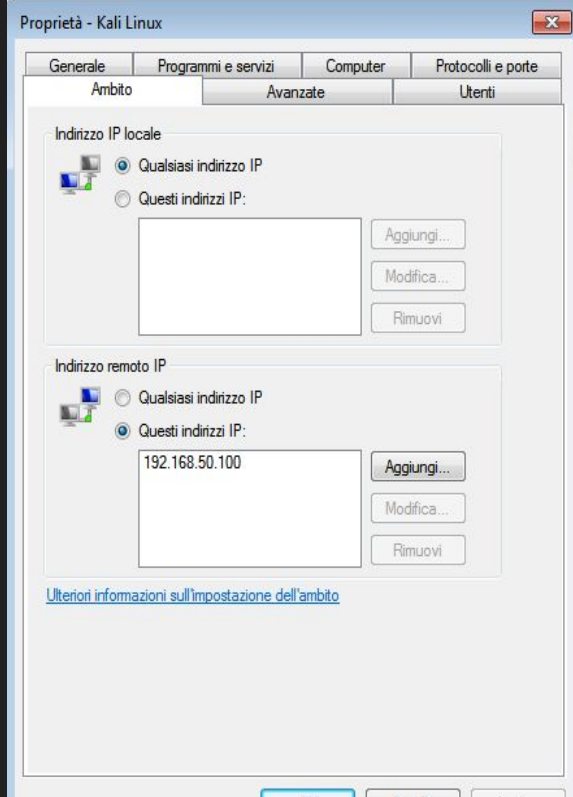 Proprietà - Kali Linux
Generale Programmi e servizi Computer Protocolli e porte
Ambito Avanzate Utenti
Indirizzo IP locale
Qualsiasi indirizzo IP
Questi indirizzi IP:
Aggiungi...
Modifica...
Rimuovi
Indirizzo remoto IP
Qualsiasi indirizzo IP
Questi indirizzi IP:
192.168.50.100
Aggiungi...
Modifica...
Rimuovi
Ulteriori informazioni sull'impostazione dell'ambito